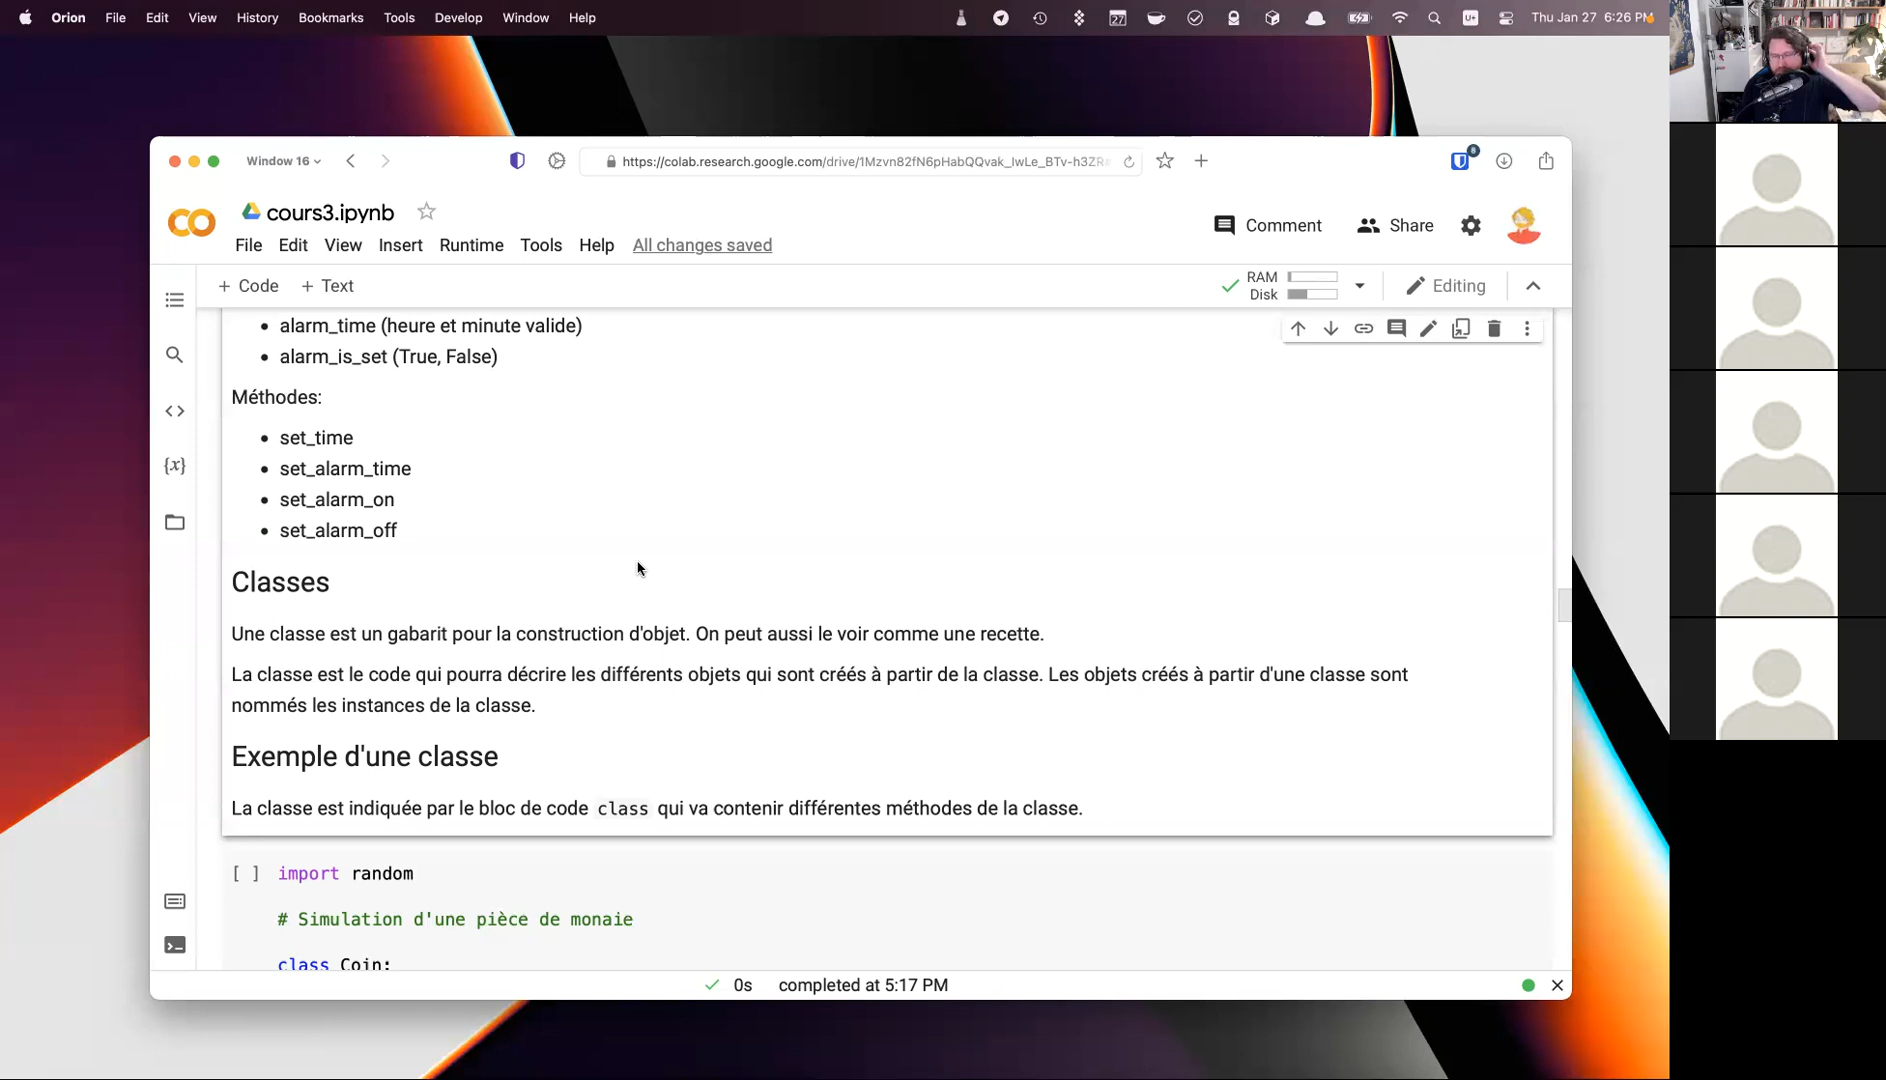 Orion File Edit View History Bookmarks Tools Develop Window Help 27 U+ Thu Jan 27 6:26 PM
Window 16 https://colab.research.google.com/drive/1Mzvn82fN6pHabQQvak_IwLe_BTv-h3ZR 8
CO cours3.ipynb Comment Share
File Edit View Insert Runtime Tools Help All changes saved
+ Code + Text RAM Disk Editing
• alarm_time (heure et minute valide)
• alarm_is_set (True, False)
Méthodes:
• set_time
• set_alarm_time
• set_alarm_on
• set_alarm_off
Classes
Une classe est un gabarit pour la construction d'objet. On peut aussi le voir comme une recette.
La classe est le code qui pourra décrire les différents objets qui sont créés à partir de la classe. Les objets créés à partir d'une classe sont
nommés les instances de la classe.
Exemple d'une classe
La classe est indiquée par le bloc de code class qui va contenir différentes méthodes de la classe.
[ ] import random
# Simulation d'une pièce de monaie
class Coin:
0s completed at 5:17 PM